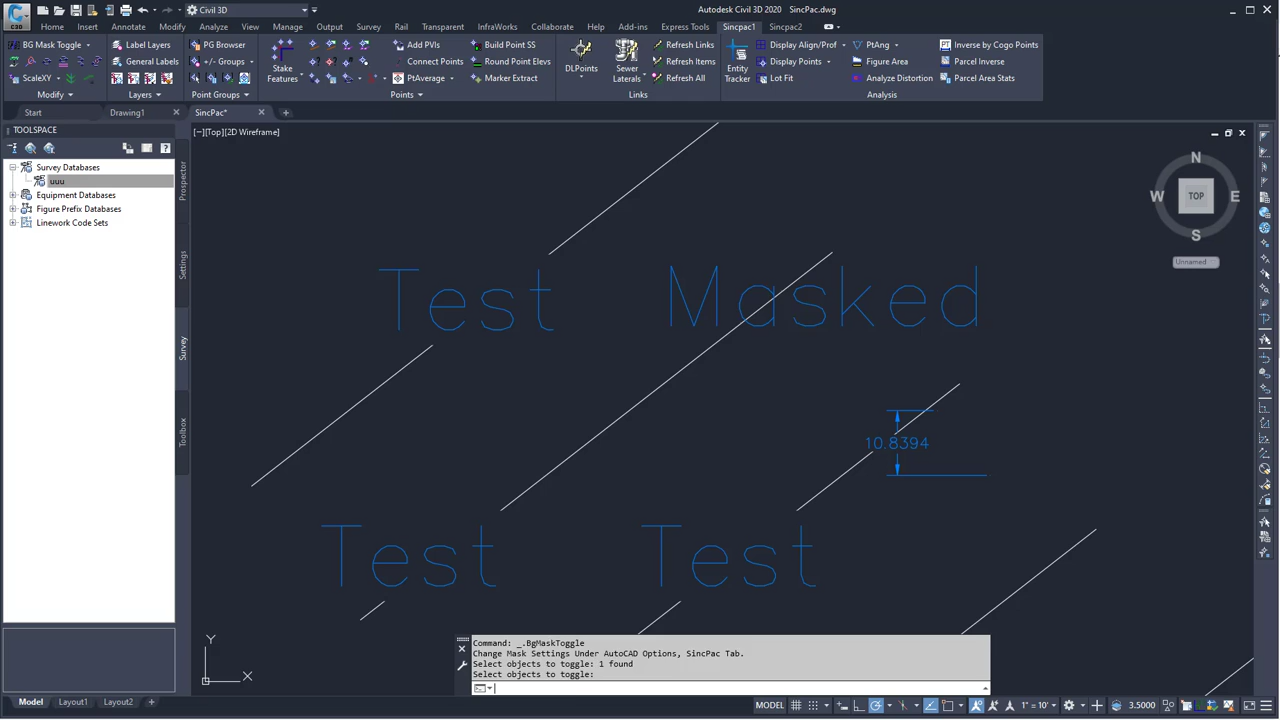 Civil 3D
Autodesk Civil 3D 2020 SincPac.dwg
C3D
Home Insert Annotate Modify Analyze View Manage Output Survey Rail Transparent InfraWorks Collaborate Help Add-ins Express Tools Sincpac1 Sincpac2
BG Mask Toggle Label Layers PG Browser Add PVIs Build Point SS Refresh Links Display Align/Prof PtAng Inverse by Cogo Points
General Labels +/- Groups Connect Points Round Point Elevs Refresh Items Display Points Figure Area Parcel Inverse
ScaleXY PtAverage Marker Extract Refresh All Lot Fit Analyze Distortion Parcel Area Stats
Stake Features DLPoints Sewer Laterals Entity Tracker
Modify Layers Point Groups Points Links Analysis
Start Drawing1 SincPac*
TOOLSPACE
[−][Top][2D Wireframe]
Survey Databases
uuu
Equipment Databases
Figure Prefix Databases
Linework Code Sets
Prospector
Settings
Survey
Toolbox
N
W TOP E
S
Unnamed
Test Masked
10.8394
Test Test
Y
X
Command: _.BgMaskToggle
Change Mask Settings Under AutoCAD Options, SincPac Tab.
Select objects to toggle: 1 found
Select objects to toggle:
Model Layout1 Layout2 +
MODEL 1" = 10' 3.5000